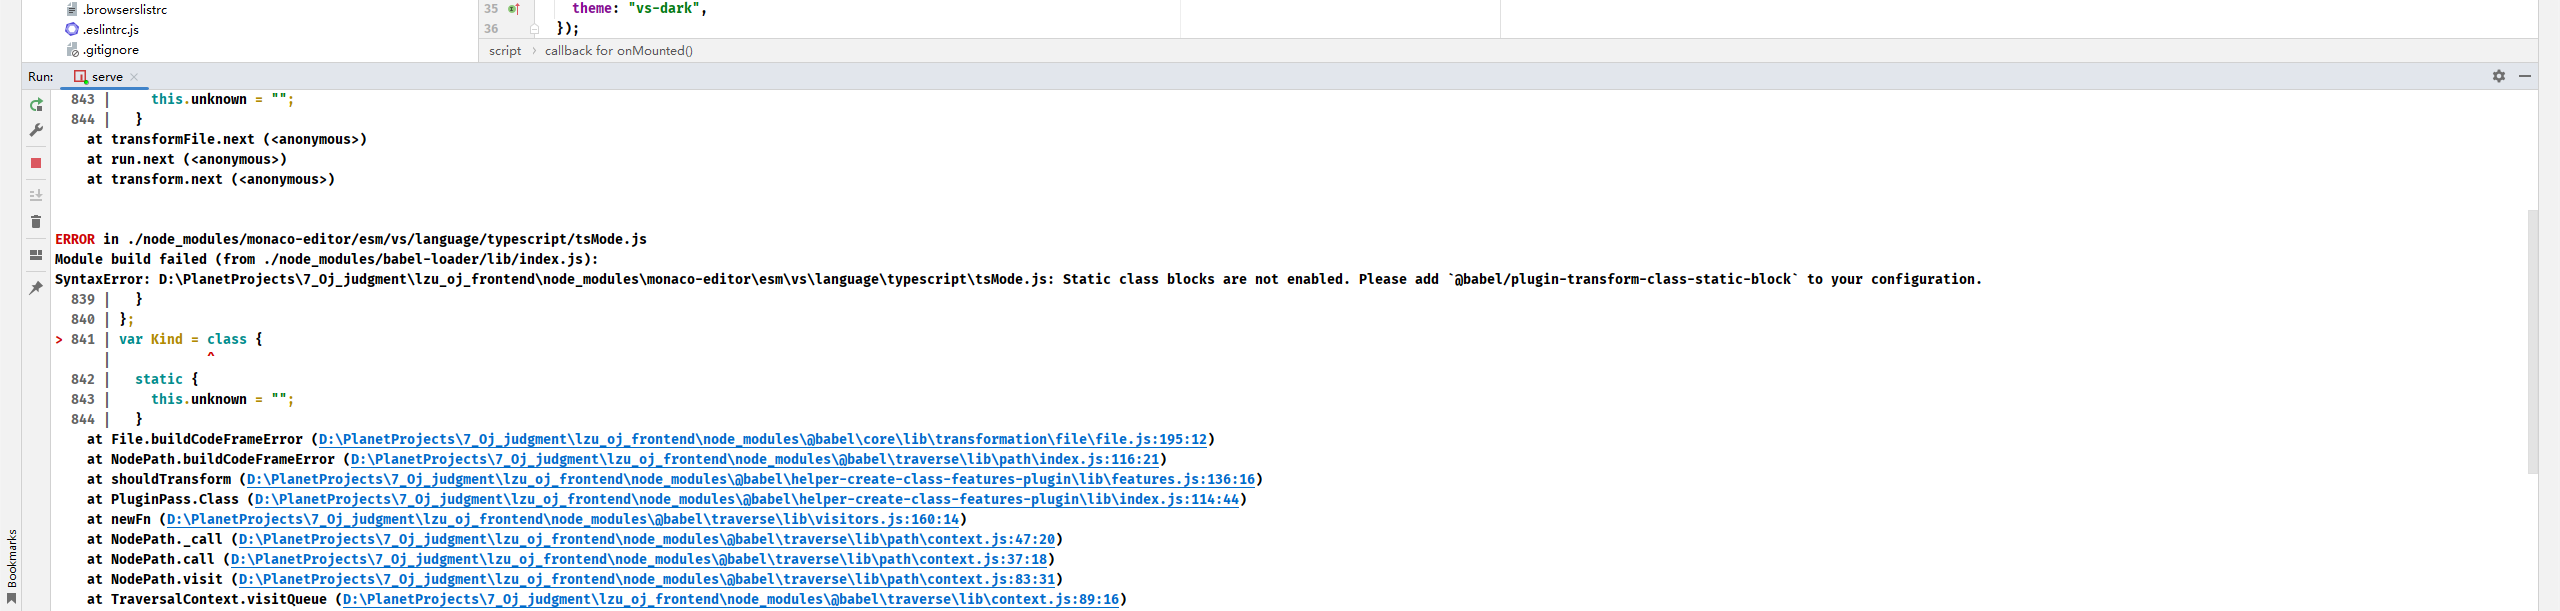 .browserslistrc
.eslintrc.js
.gitignore
35 theme: "vs-dark",
36 });
script › callback for onMounted()
Run: serve ×
843 | this.unknown = "";
844 | }
at transformFile.next (<anonymous>)
at run.next (<anonymous>)
at transform.next (<anonymous>)
ERROR in ./node_modules/monaco-editor/esm/vs/language/typescript/tsMode.js
Module build failed (from ./node_modules/babel-loader/lib/index.js):
SyntaxError: D:\PlanetProjects\7_Oj_judgment\lzu_oj_frontend\node_modules\monaco-editor\esm\vs\language\typescript\tsMode.js: Static class blocks are not enabled. Please add `@babel/plugin-transform-class-static-block` to your configuration.
839 | }
840 | };
> 841 | var Kind = class {
| ^
842 | static {
843 | this.unknown = "";
844 | }
at File.buildCodeFrameError (D:\PlanetProjects\7_Oj_judgment\lzu_oj_frontend\node_modules\@babel\core\lib\transformation\file\file.js:195:12)
at NodePath.buildCodeFrameError (D:\PlanetProjects\7_Oj_judgment\lzu_oj_frontend\node_modules\@babel\traverse\lib\path\index.js:116:21)
at shouldTransform (D:\PlanetProjects\7_Oj_judgment\lzu_oj_frontend\node_modules\@babel\helper-create-class-features-plugin\lib\features.js:136:16)
at PluginPass.Class (D:\PlanetProjects\7_Oj_judgment\lzu_oj_frontend\node_modules\@babel\helper-create-class-features-plugin\lib\index.js:114:44)
at newFn (D:\PlanetProjects\7_Oj_judgment\lzu_oj_frontend\node_modules\@babel\traverse\lib\visitors.js:160:14)
at NodePath._call (D:\PlanetProjects\7_Oj_judgment\lzu_oj_frontend\node_modules\@babel\traverse\lib\path\context.js:47:20)
at NodePath.call (D:\PlanetProjects\7_Oj_judgment\lzu_oj_frontend\node_modules\@babel\traverse\lib\path\context.js:37:18)
at NodePath.visit (D:\PlanetProjects\7_Oj_judgment\lzu_oj_frontend\node_modules\@babel\traverse\lib\path\context.js:83:31)
at TraversalContext.visitQueue (D:\PlanetProjects\7_Oj_judgment\lzu_oj_frontend\node_modules\@babel\traverse\lib\context.js:89:16)
Bookmarks